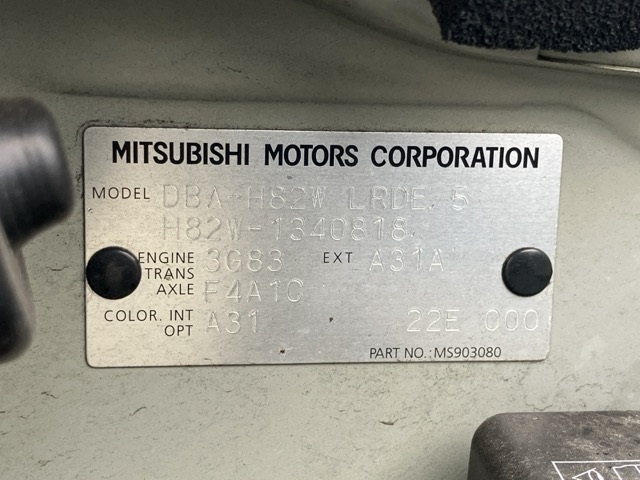 MITSUBISHI MOTORS CORPORATION
MODEL DBA-H82W LRDE 5
H82W-1340818
ENGINE 3G83 EXT A31A
TRANS
AXLE F4A1C
COLOR. INT A31 22E 000
OPT
PART NO.: MS903080